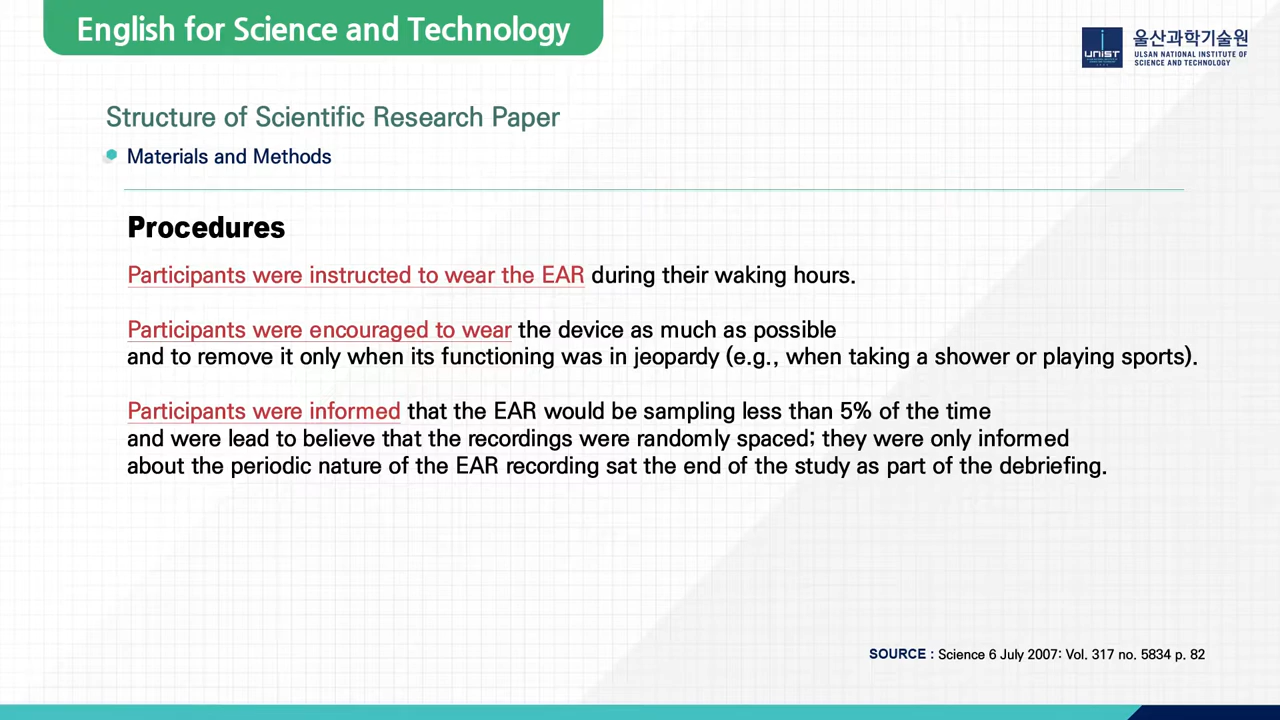 English for Science and Technology
UNIST
울산과학기술원
ULSAN NATIONAL INSTITUTE OF
SCIENCE AND TECHNOLOGY
Structure of Scientific Research Paper
Materials and Methods
Procedures
Participants were instructed to wear the EAR during their waking hours.
Participants were encouraged to wear the device as much as possible
and to remove it only when its functioning was in jeopardy (e.g., when taking a shower or playing sports).
Participants were informed that the EAR would be sampling less than 5% of the time
and were lead to believe that the recordings were randomly spaced; they were only informed
about the periodic nature of the EAR recording sat the end of the study as part of the debriefing.
SOURCE : Science 6 July 2007: Vol. 317 no. 5834 p. 82